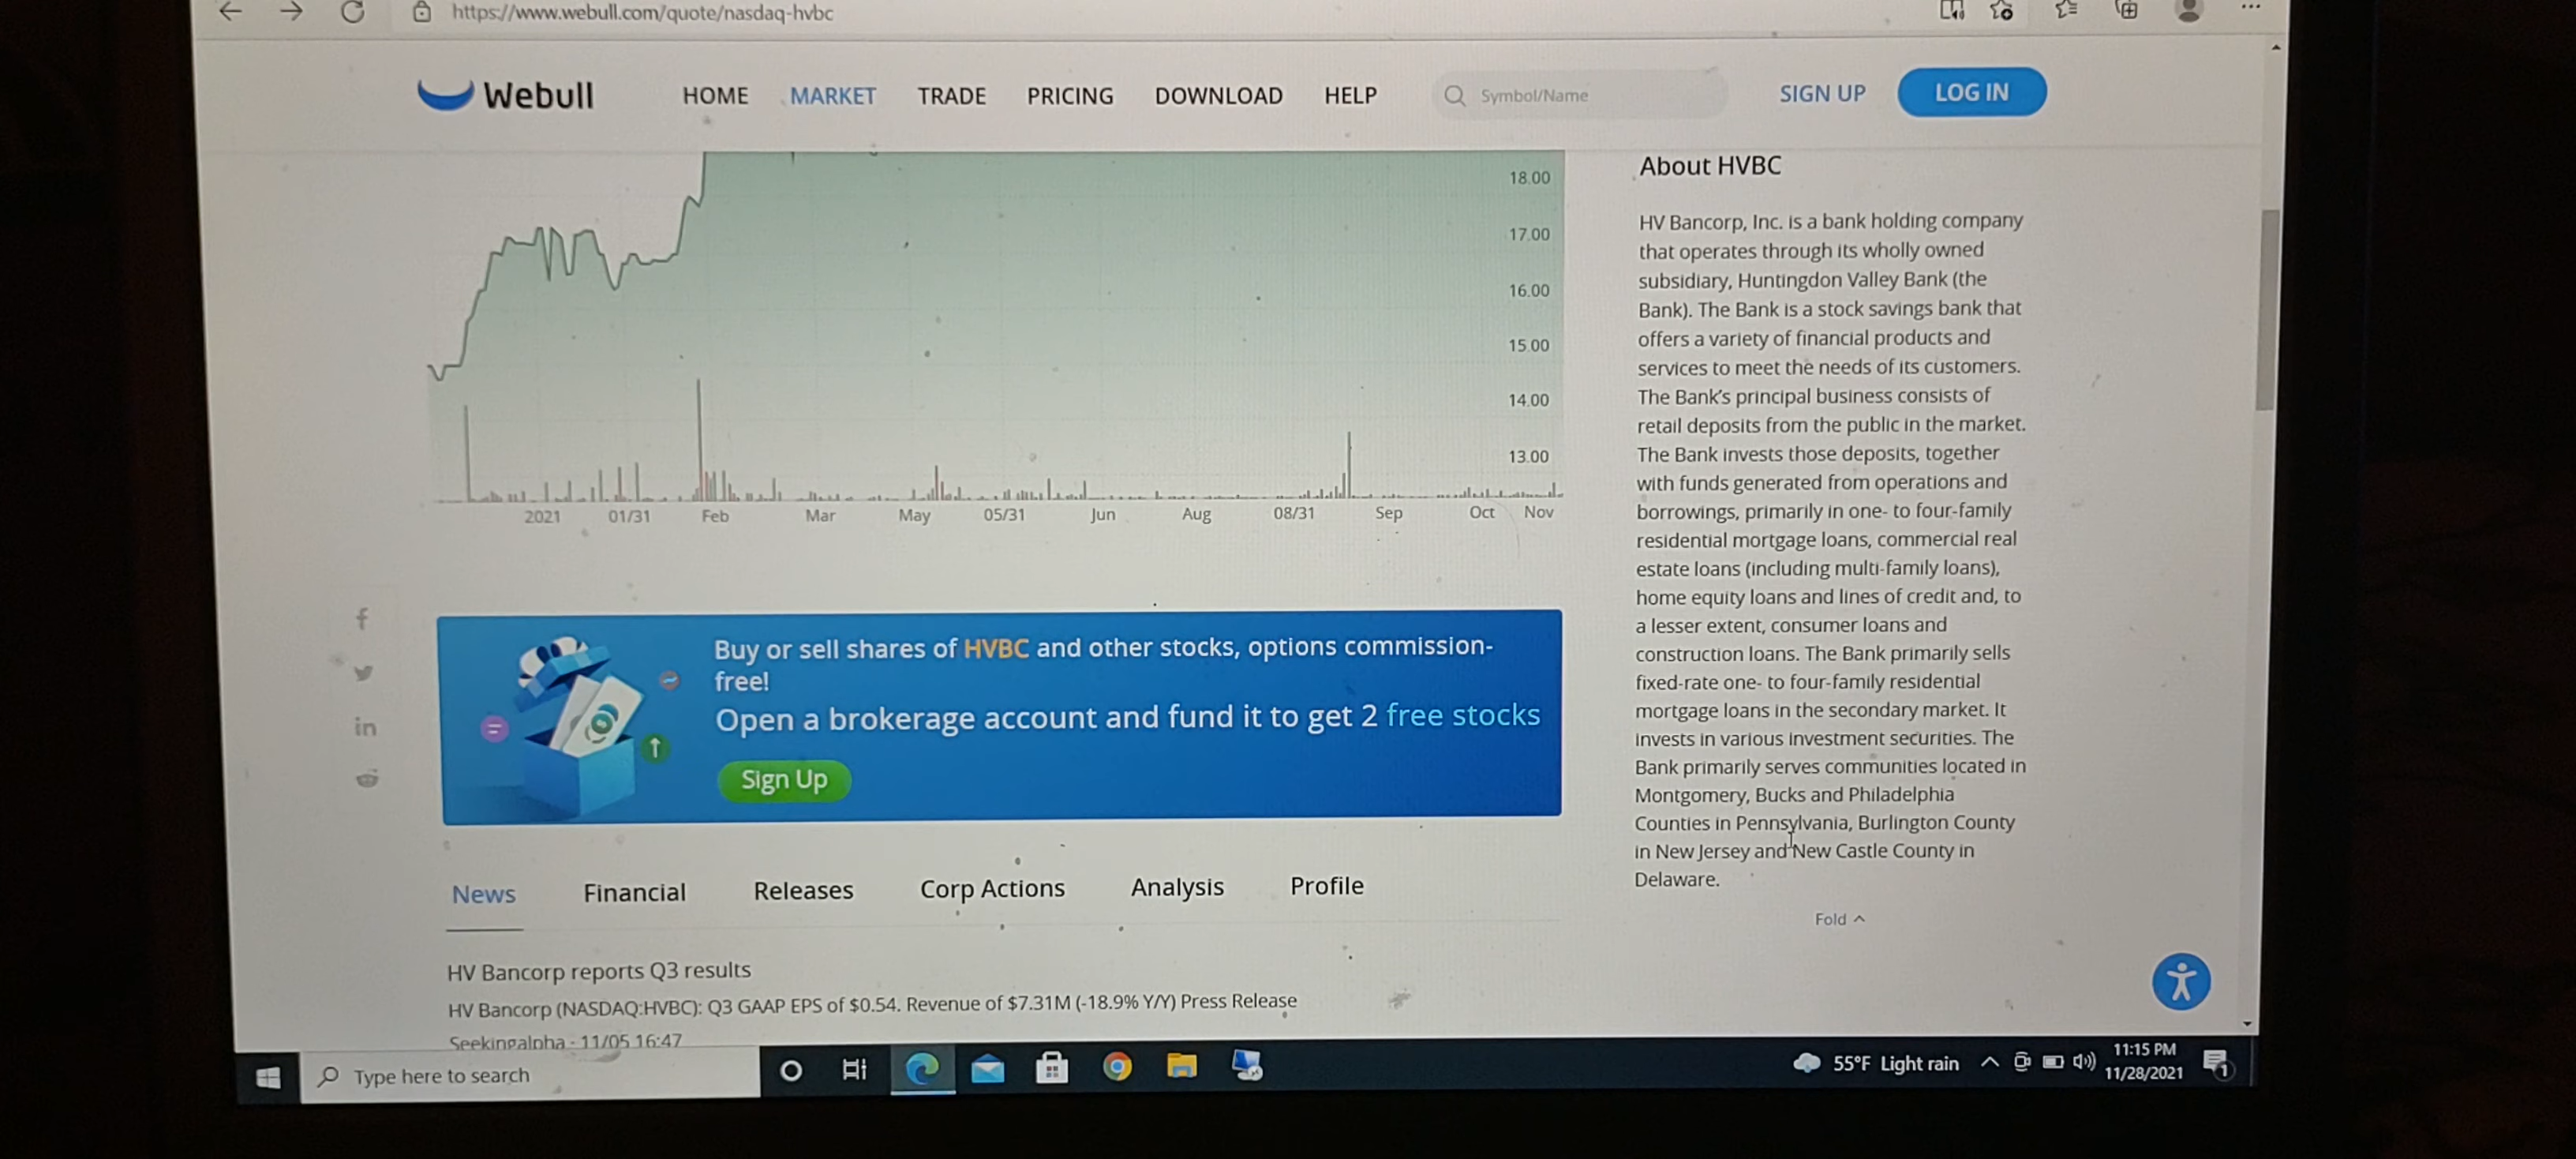 https://www.webull.com/quote/nasdaq-hvbc
Webull
HOME
MARKET
TRADE
PRICING
DOWNLOAD
HELP
Symbol/Name
SIGN UP
LOG IN
18.00
17.00
16.00
15.00
14.00
13.00
2021
01/31
Feb
Mar
May
05/31
Jun
Aug
08/31
Sep
Oct
Nov
About HVBC
HV Bancorp, Inc. is a bank holding company
that operates through its wholly owned
subsidiary, Huntingdon Valley Bank (the
Bank). The Bank is a stock savings bank that
offers a variety of financial products and
services to meet the needs of its customers.
The Bank's principal business consists of
retail deposits from the public in the market.
The Bank invests those deposits, together
with funds generated from operations and
borrowings, primarily in one- to four-family
residential mortgage loans, commercial real
estate loans (including multi-family loans),
home equity loans and lines of credit and, to
a lesser extent, consumer loans and
construction loans. The Bank primarily sells
fixed-rate one- to four-family residential
mortgage loans in the secondary market. It
invests in various investment securities. The
Bank primarily serves communities located in
Montgomery, Bucks and Philadelphia
Counties in Pennsylvania, Burlington County
in New Jersey and New Castle County in
Delaware.
Fold
Buy or sell shares of HVBC and other stocks, options commission-
free!
Open a brokerage account and fund it to get 2 free stocks
Sign Up
News
Financial
Releases
Corp Actions
Analysis
Profile
HV Bancorp reports Q3 results
HV Bancorp (NASDAQ:HVBC): Q3 GAAP EPS of $0.54. Revenue of $7.31M (-18.9% Y/Y) Press Release
Seekingalpha - 11/05 16:47
Type here to search
55°F Light rain
11:15 PM
11/28/2021
1